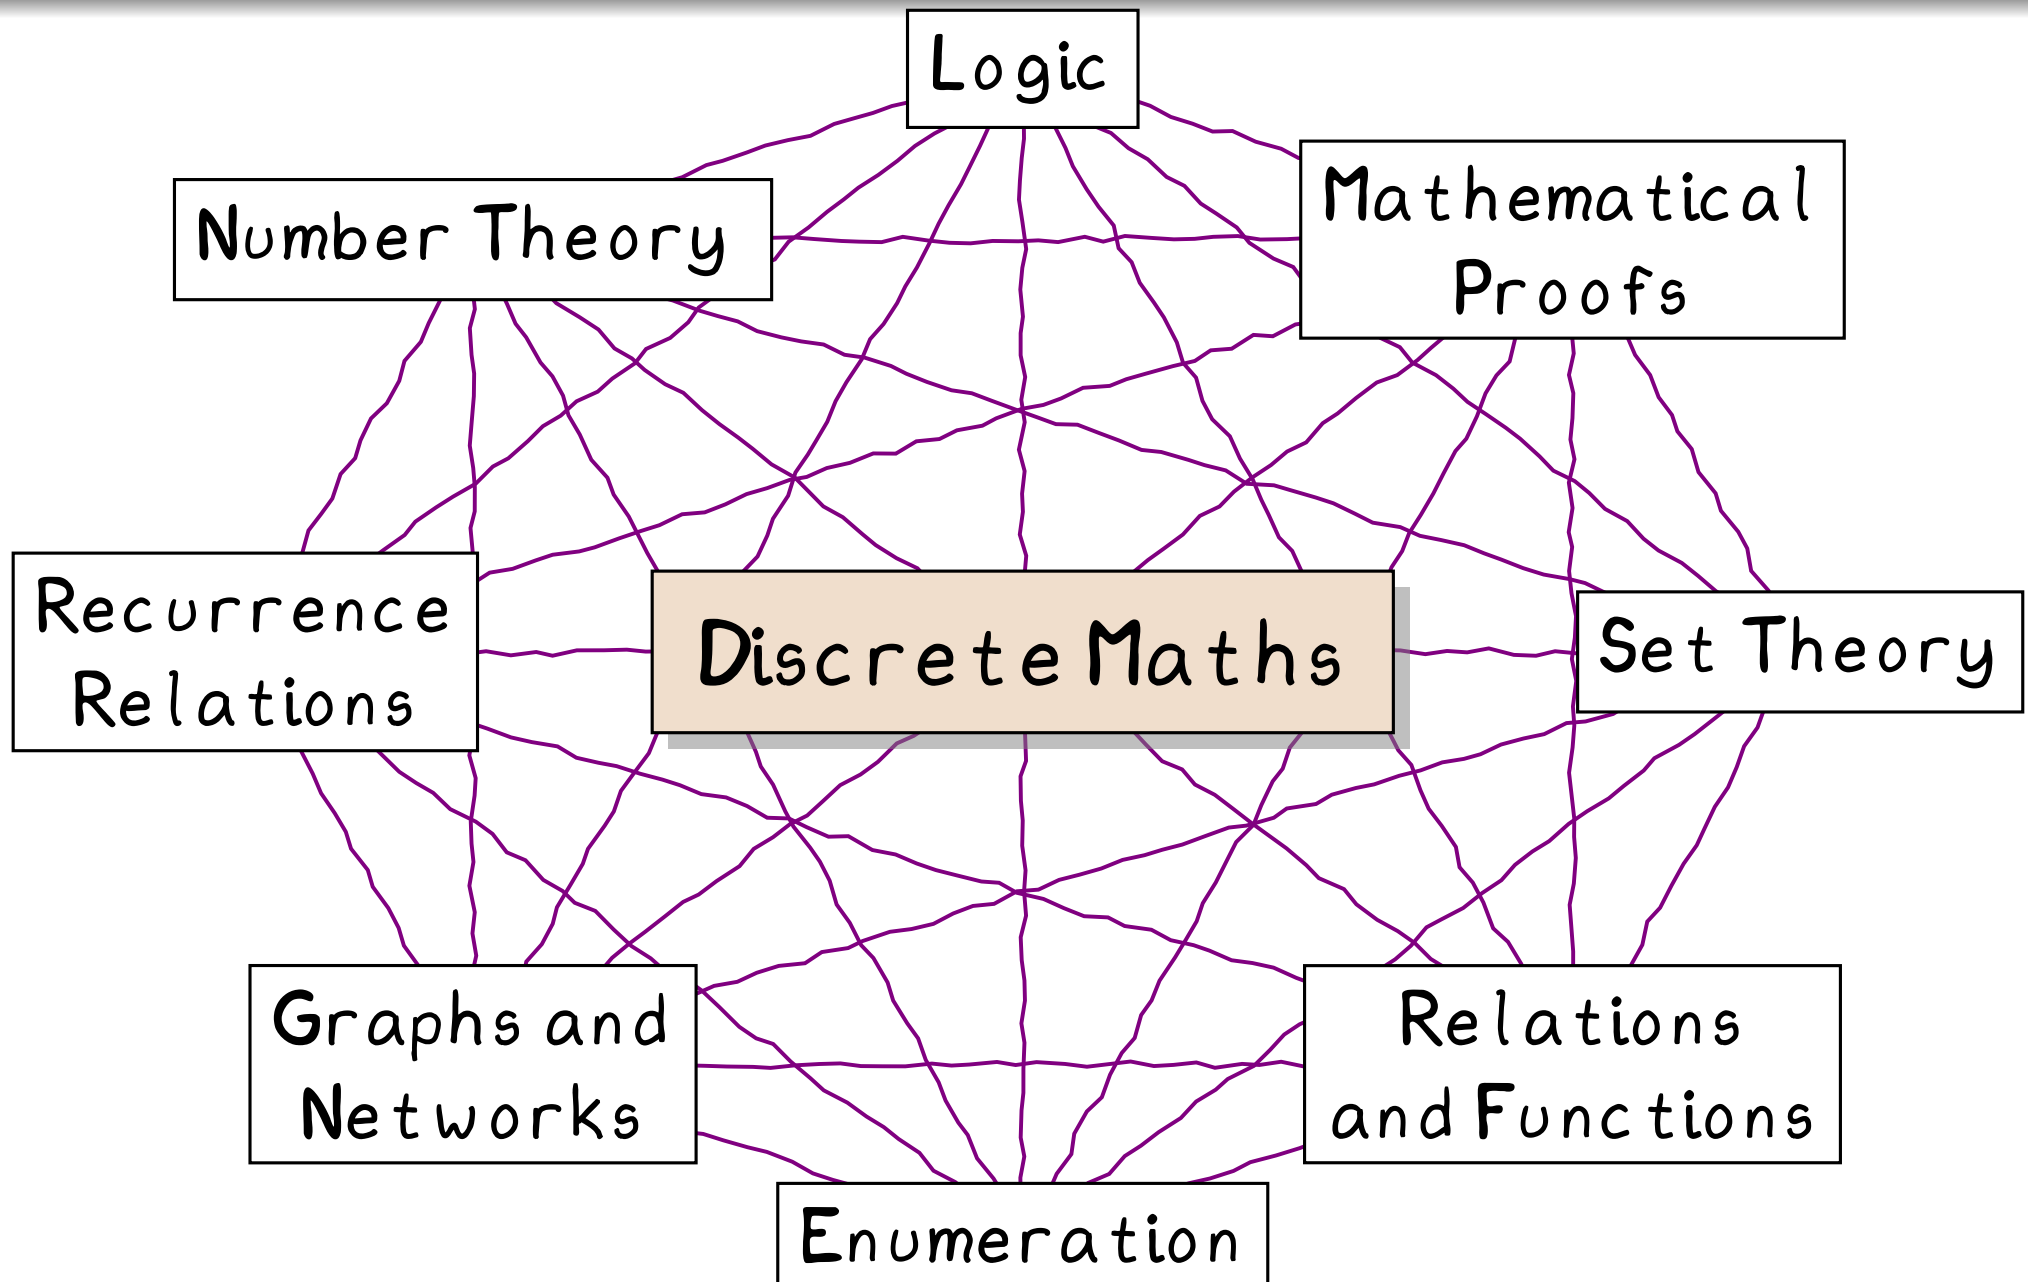 Logic
Number Theory
Mathematical
Proofs
Recurrence
Relations
Discrete Maths
Set Theory
Graphs and
Networks
Relations
and Functions
Enumeration